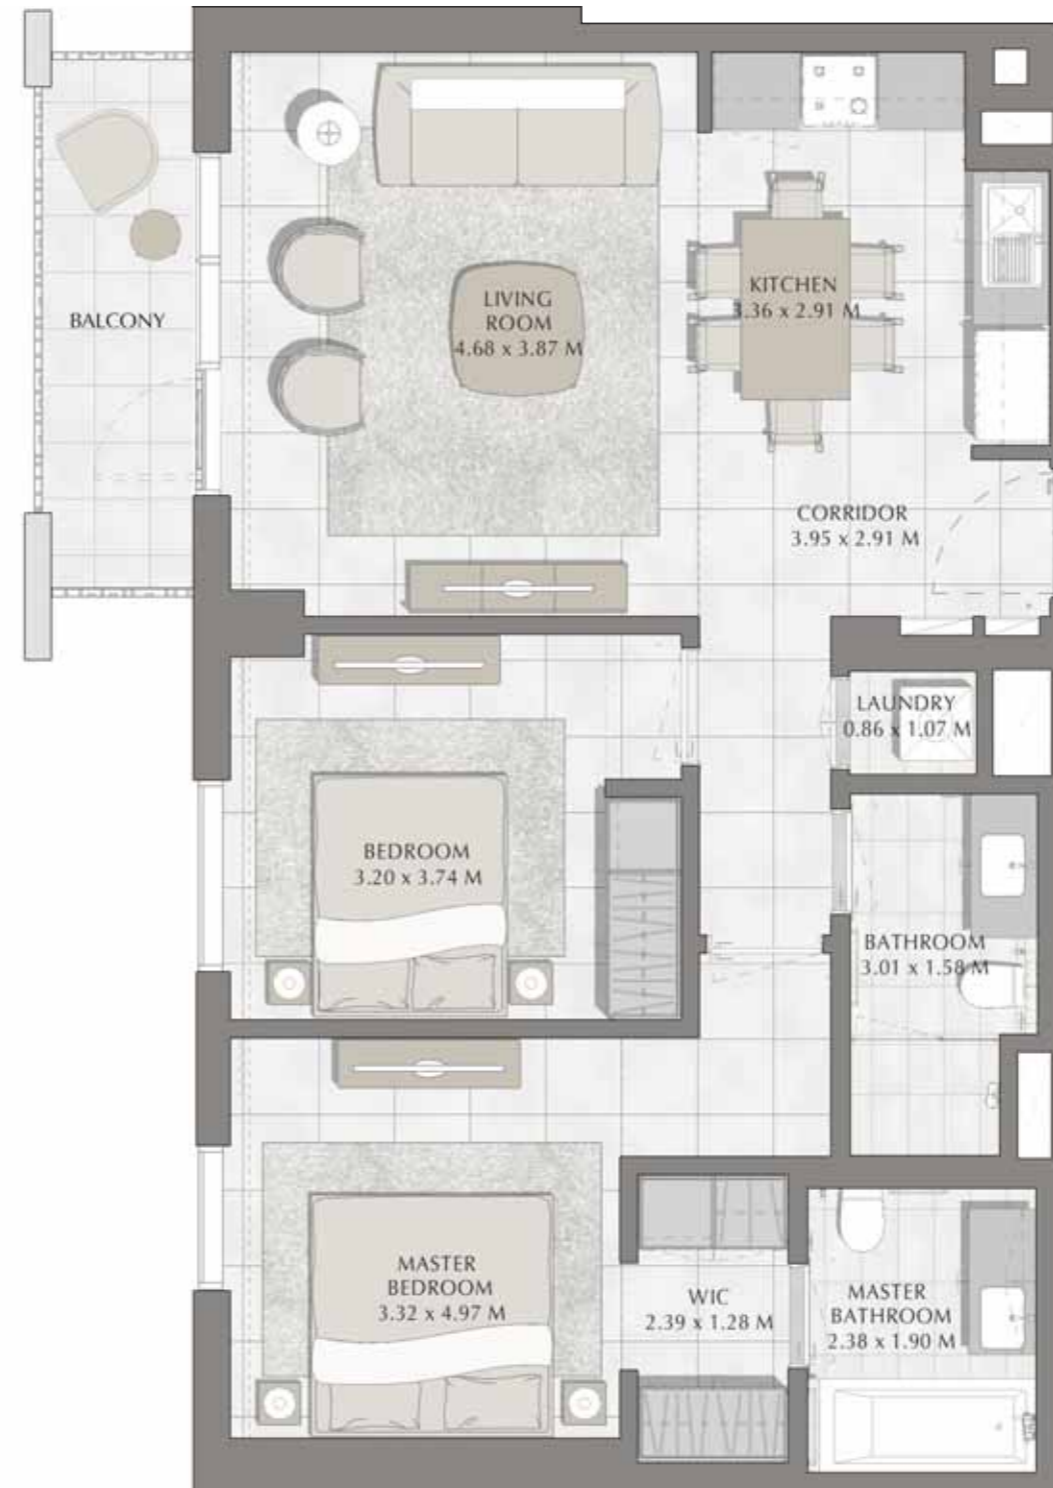 BALCONY
LIVING
ROOM
4.68 x 3.87 M
KITCHEN
3.36 x 2.91 M
CORRIDOR
3.95 x 2.91 M
LAUNDRY
0.86 x 1.07 M
BEDROOM
3.20 x 3.74 M
BATHROOM
3.01 x 1.58 M
MASTER
BEDROOM
3.32 x 4.97 M
WIC
2.39 x 1.28 M
MASTER
BATHROOM
2.38 x 1.90 M